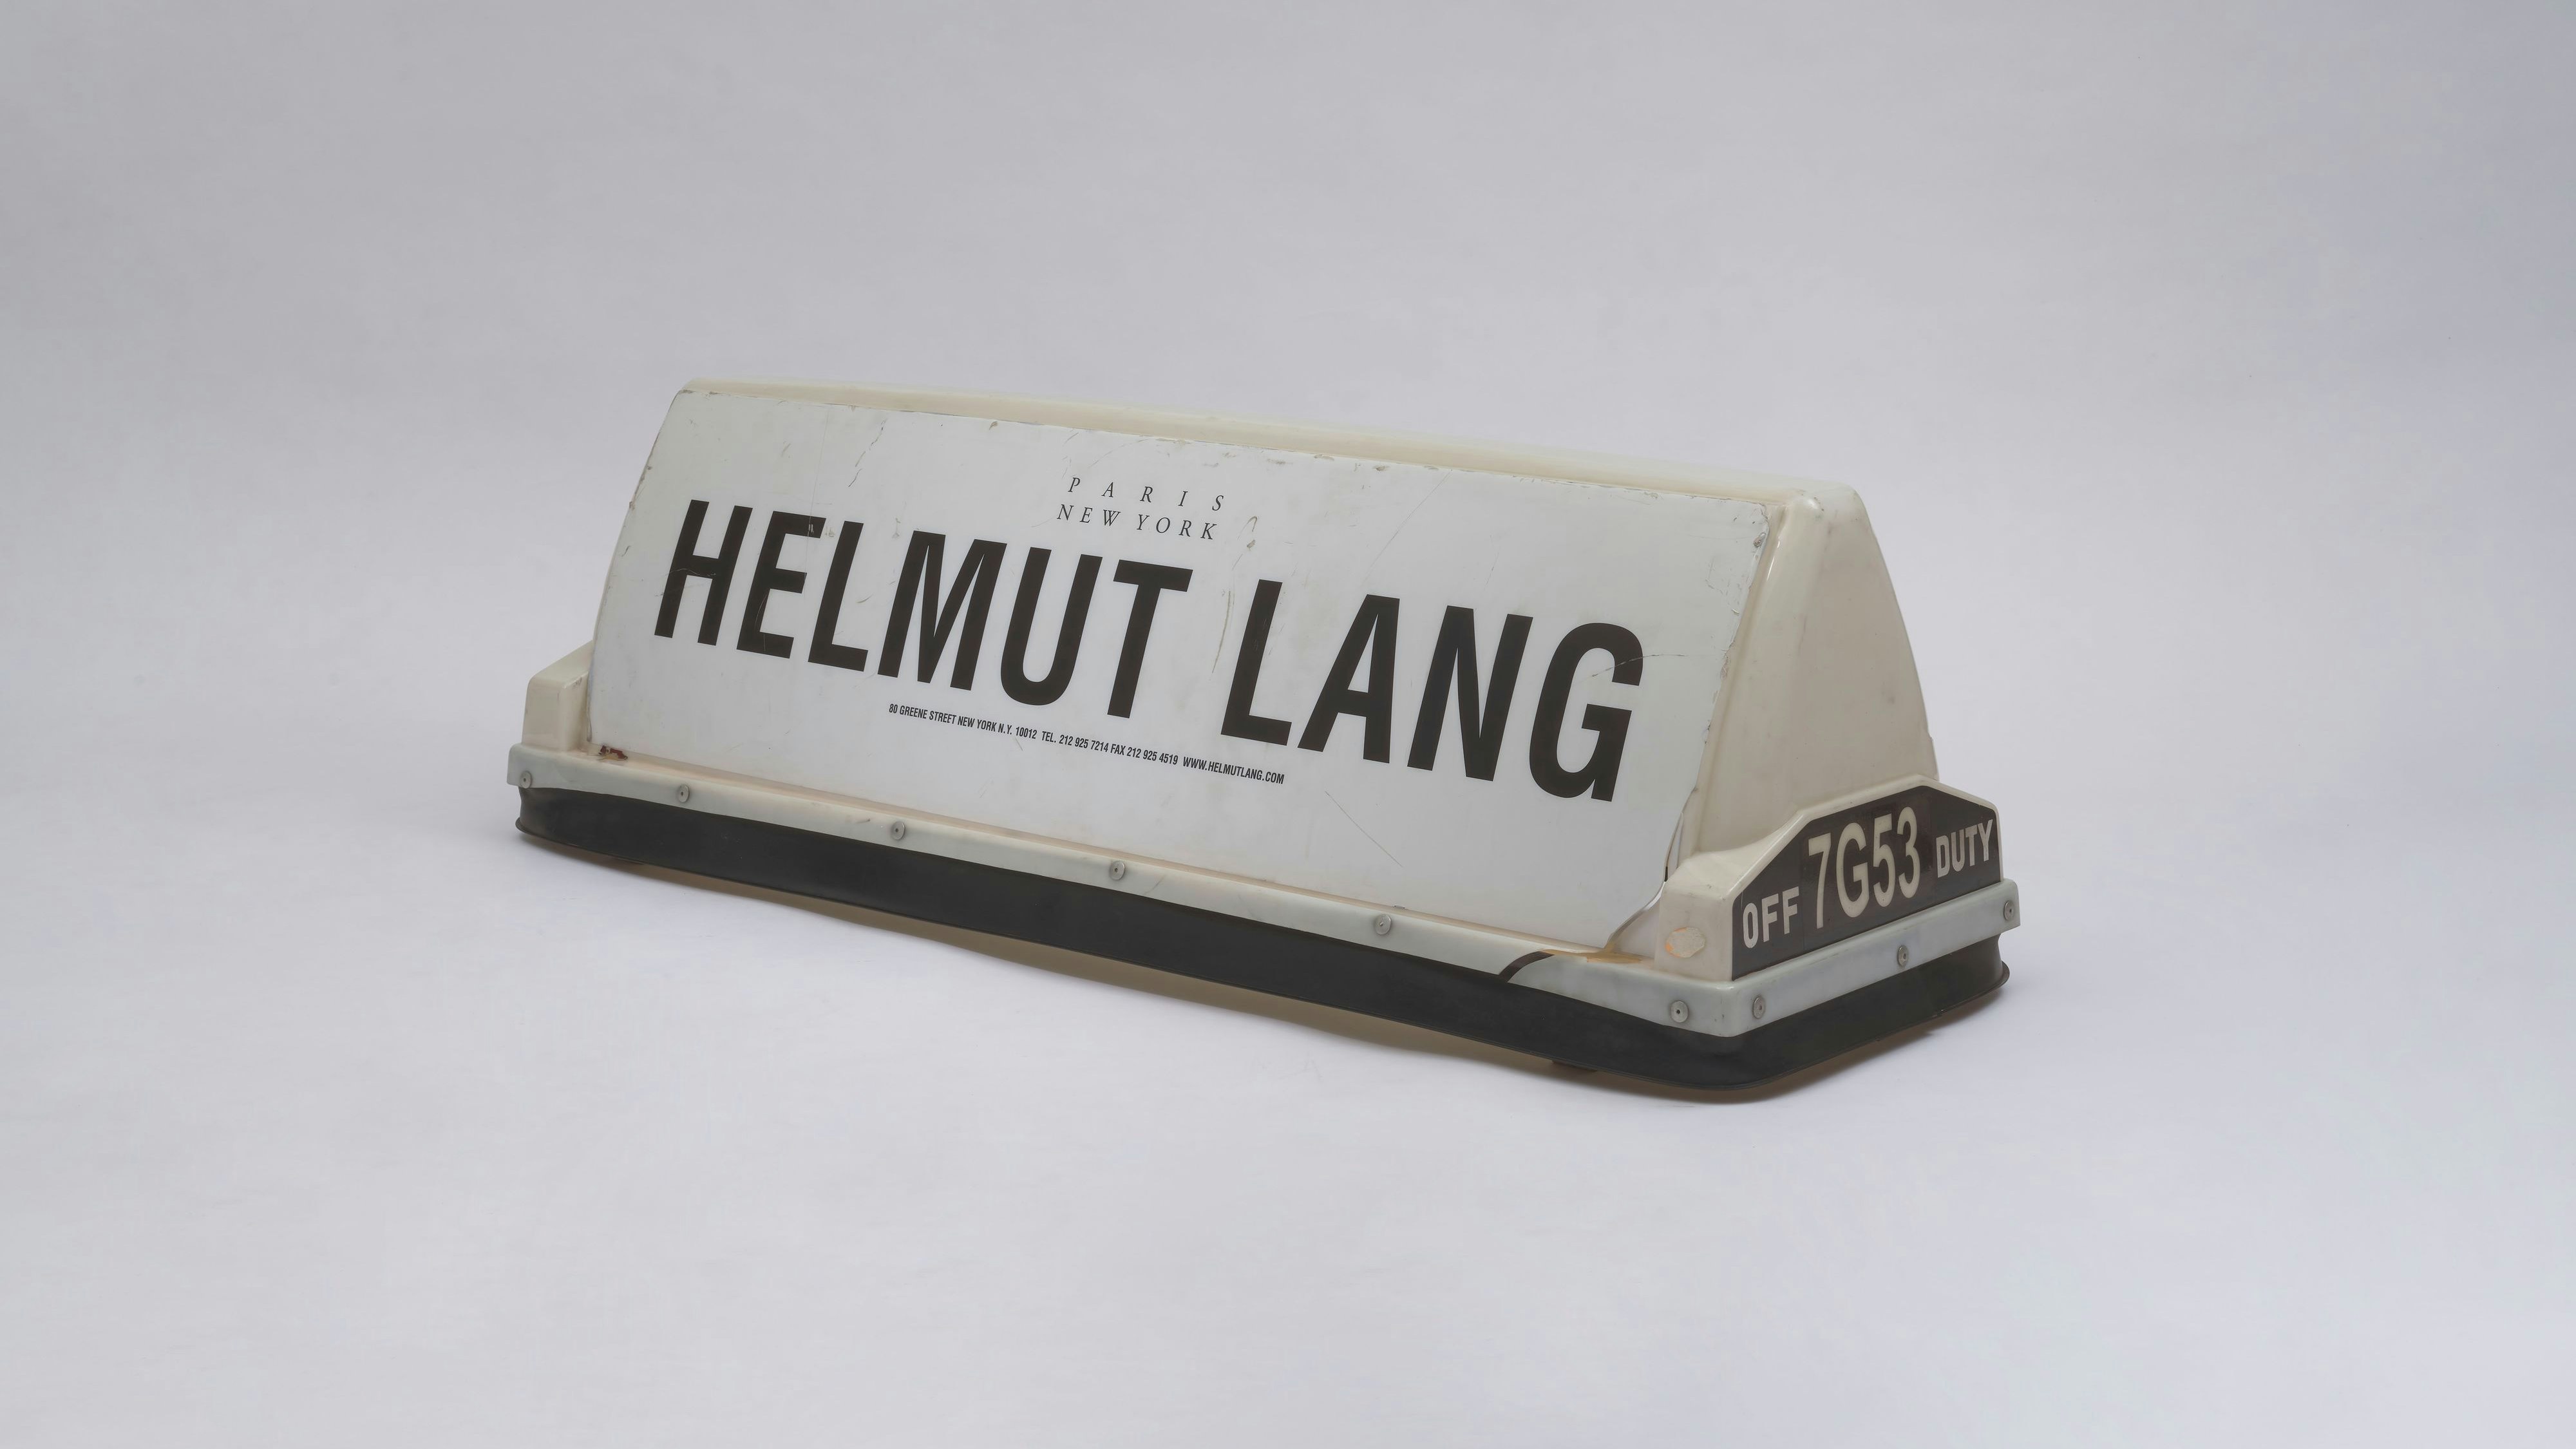 PARIS
NEW YORK
HELMUT LANG
80 GREENE STREET NEW YORK N.Y. 10012 TEL. 212 925 7214 FAX 212 925 4519 WWW.HELMUTLANG.COM
OFF 7G53 DUTY